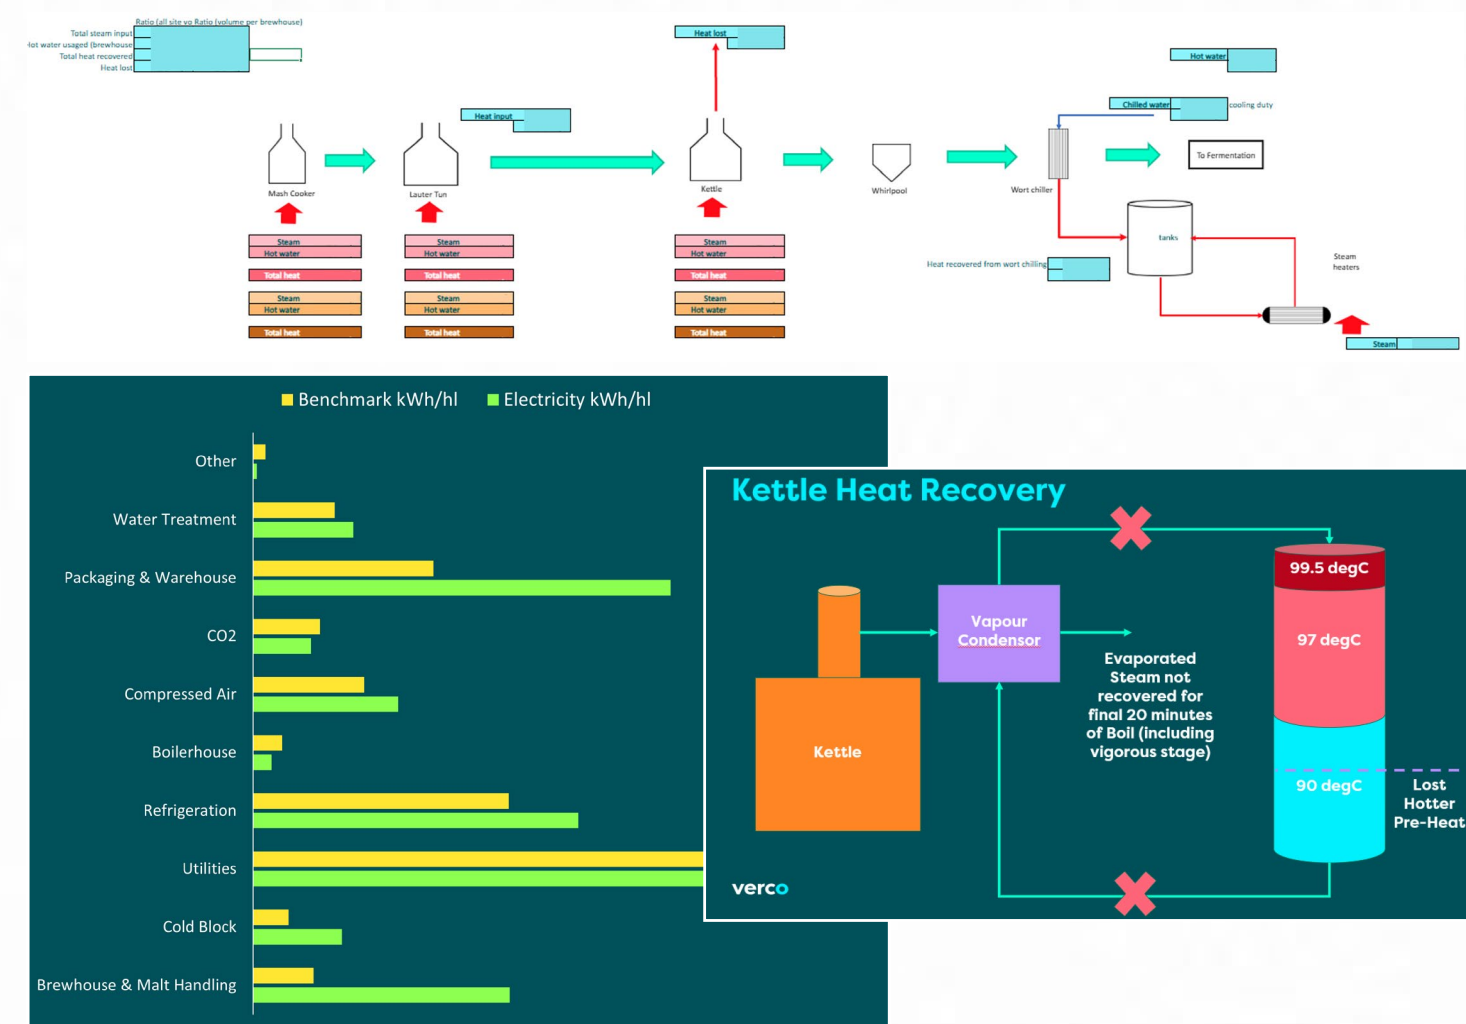 Ratio (all site vo Ratio (volume per brewhouse)
Total steam input
Hot water usaged (brewhouse
Total heat recovered
Heat lost
Heat lost
Hot water
Heat input
Chilled water
cooling duty
To Fermentation
Mash Cooker
Lauter Tun
Kettle
Whirlpool
Wort chiller
Steam
Hot water
Total heat
Steam
Hot water
Total heat
Steam
Hot water
Total heat
Steam
Hot water
Total heat
Steam
Hot water
Total heat
Steam
Hot water
Total heat
tanks
Heat recovered from wort chilling
Steam
heaters
Steam
Benchmark kWh/hl
Electricity kWh/hl
Other
Water Treatment
Packaging & Warehouse
CO2
Compressed Air
Boilerhouse
Refrigeration
Utilities
Cold Block
Brewhouse & Malt Handling
Kettle Heat Recovery
Kettle
Vapour
Condensor
Evaporated
Steam not
recovered for
final 20 minutes
of Boil (including
vigorous stage)
99.5 degC
97 degC
90 degC
Lost
Hotter
Pre-Heat
verco